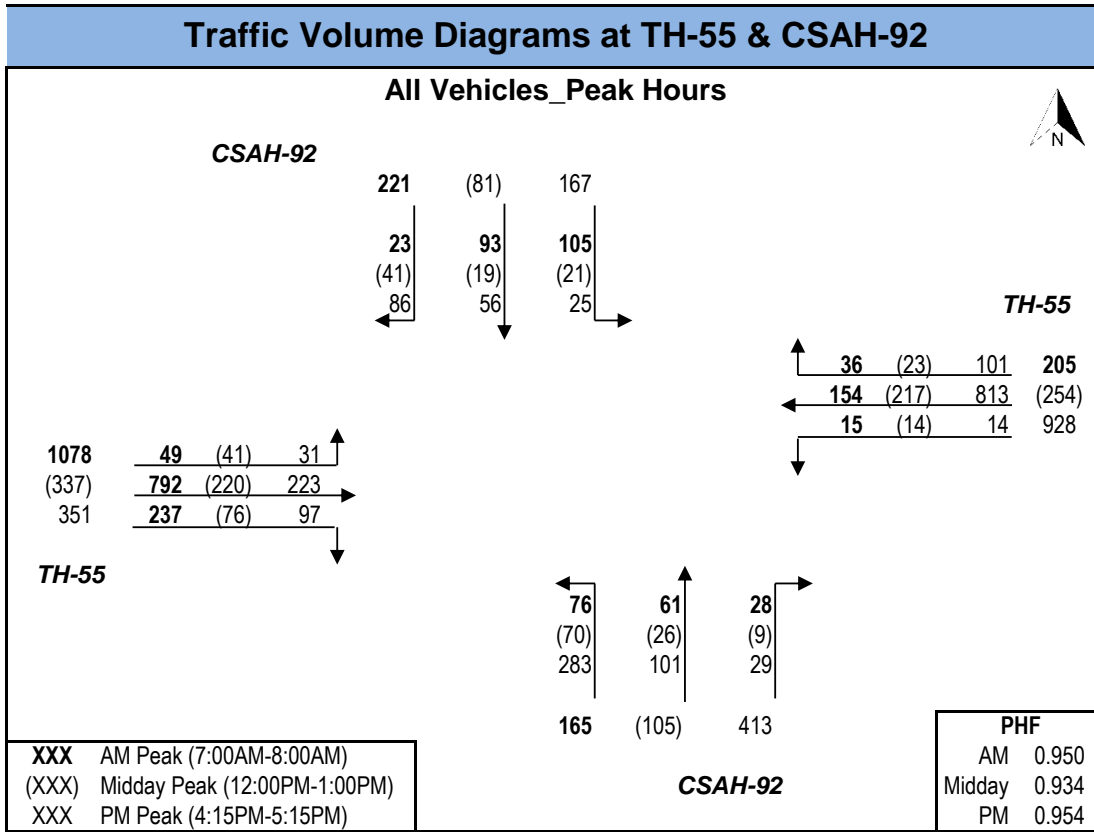 Traffic Volume Diagrams at TH-55 & CSAH-92
All Vehicles_Peak Hours
N
CSAH-92
221 (81) 167
23 93 105
(41) (19) (21)
86 56 25
TH-55
36 (23) 101 205
154 (217) 813 (254)
15 (14) 14 928
1078 49 (41) 31
(337) 792 (220) 223
351 237 (76) 97
TH-55
76 61 28
(70) (26) (9)
283 101 29
165 (105) 413
CSAH-92
XXX AM Peak (7:00AM-8:00AM)
(XXX) Midday Peak (12:00PM-1:00PM)
XXX PM Peak (4:15PM-5:15PM)
PHF
AM 0.950
Midday 0.934
PM 0.954